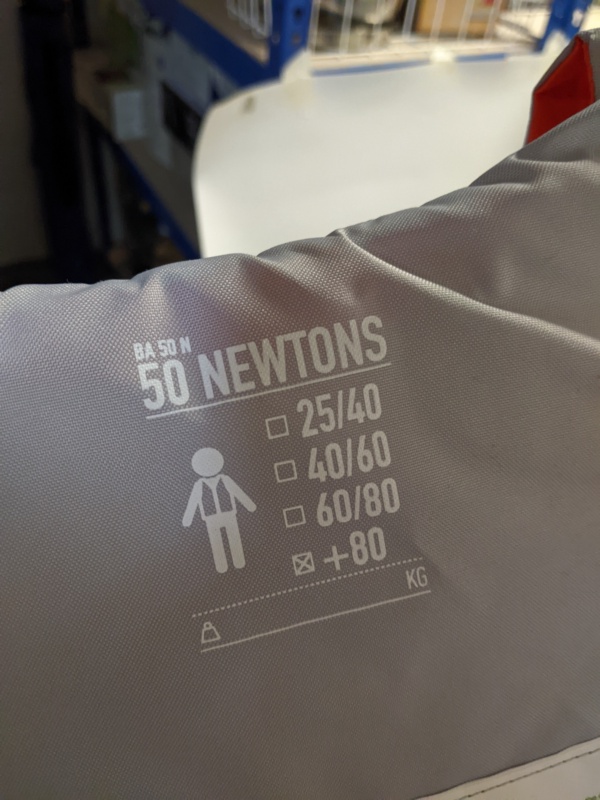 BA 50 N
50 NEWTONS
☐ 25/40
☐ 40/60
☐ 60/80
☒ +80
KG